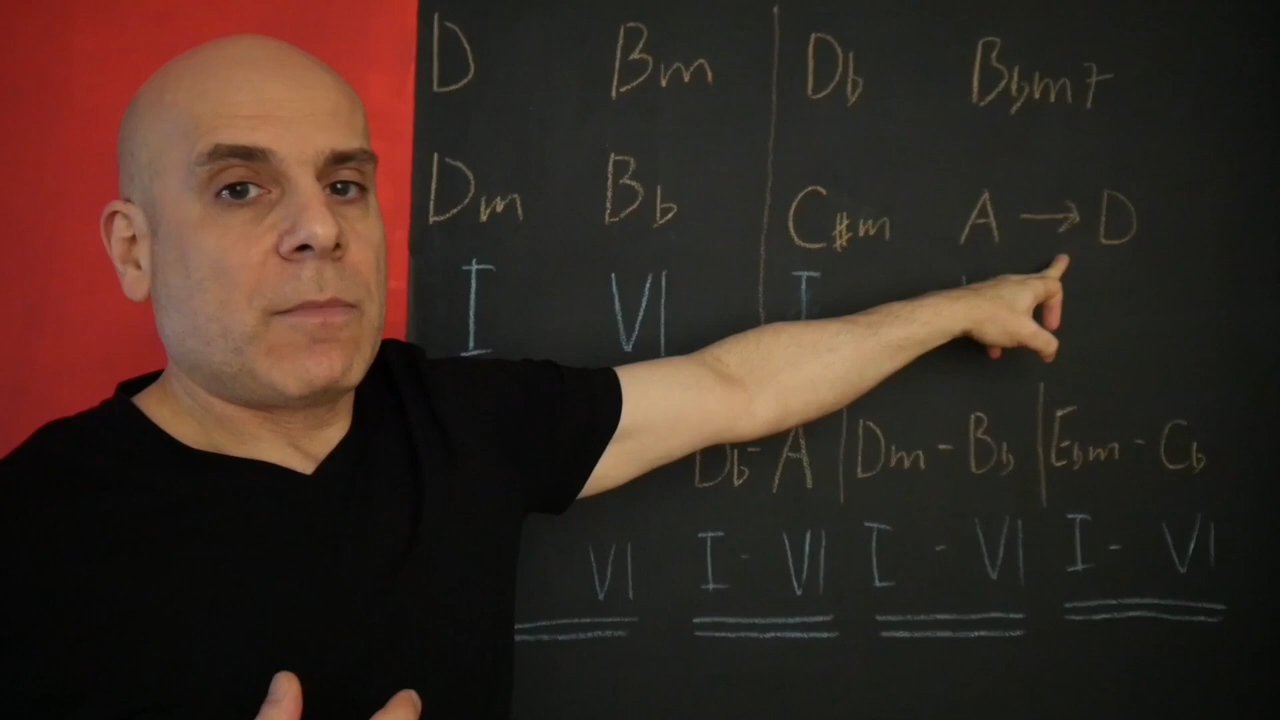 D Bm | Db Bbm7
Dm Bb | C#m A → D
I VI I
Db - A | Dm - Bb | Ebm - Cb
VI I - VI I - VI I - VI